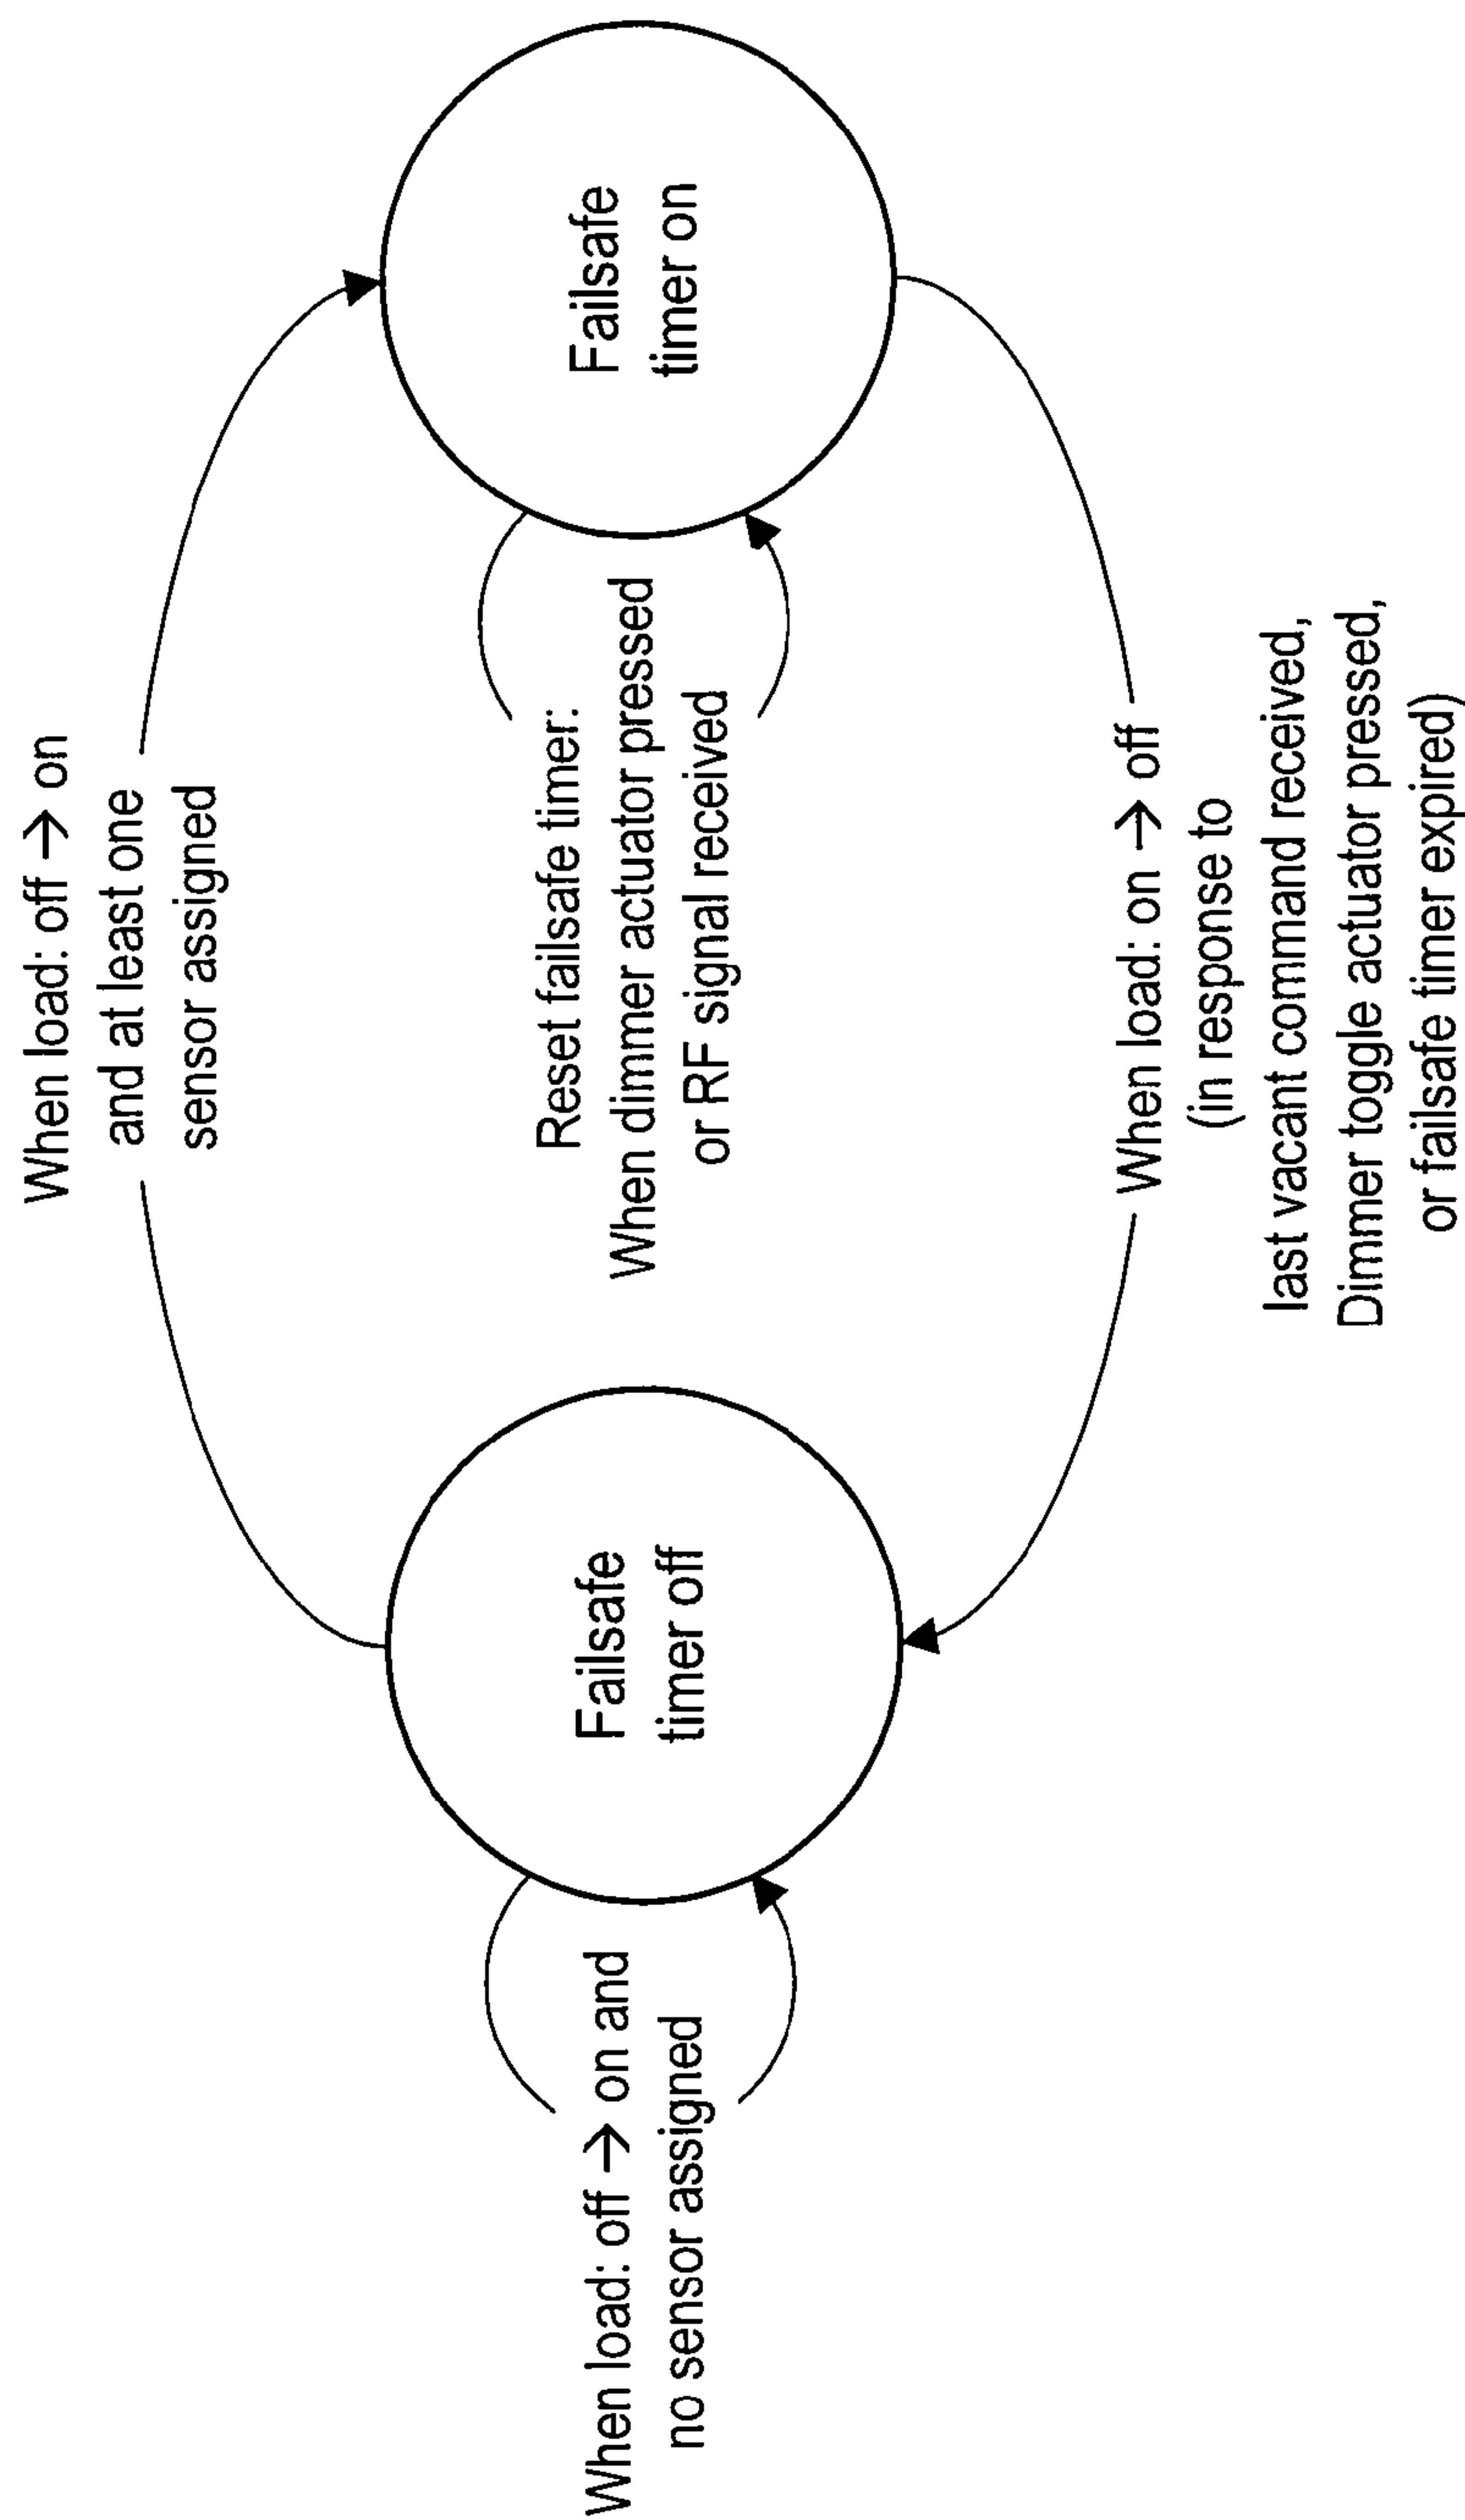 When load: off → on
and at least one
sensor assigned
When load: off → on and
no sensor assigned
Failsafe
timer off
Reset failsafe timer:
When dimmer actuator pressed
or RF signal received
Failsafe
timer on
When load: on → off
(in response to
last vacant command received,
Dimmer toggle actuator pressed,
or failsafe timer expired)